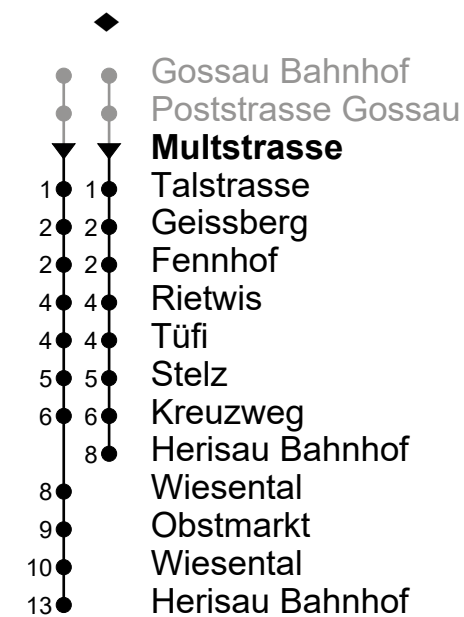 Gossau Bahnhof
Poststrasse Gossau
Multstrasse
1 1 Talstrasse
2 2 Geissberg
2 2 Fennhof
4 4 Rietwis
4 4 Tüfi
5 5 Stelz
6 6 Kreuzweg
8 Herisau Bahnhof
8 Wiesental
9 Obstmarkt
10 Wiesental
13 Herisau Bahnhof